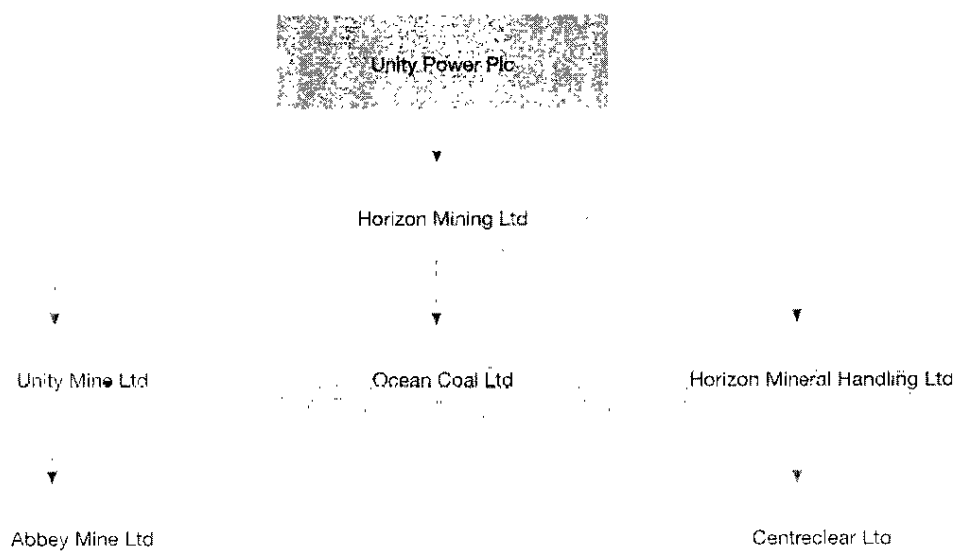 Unity Power Plc
Horizon Mining Ltd
Unity Mine Ltd
Ocean Coal Ltd
Horizon Mineral Handling Ltd
Abbey Mine Ltd
Centreclear Ltd